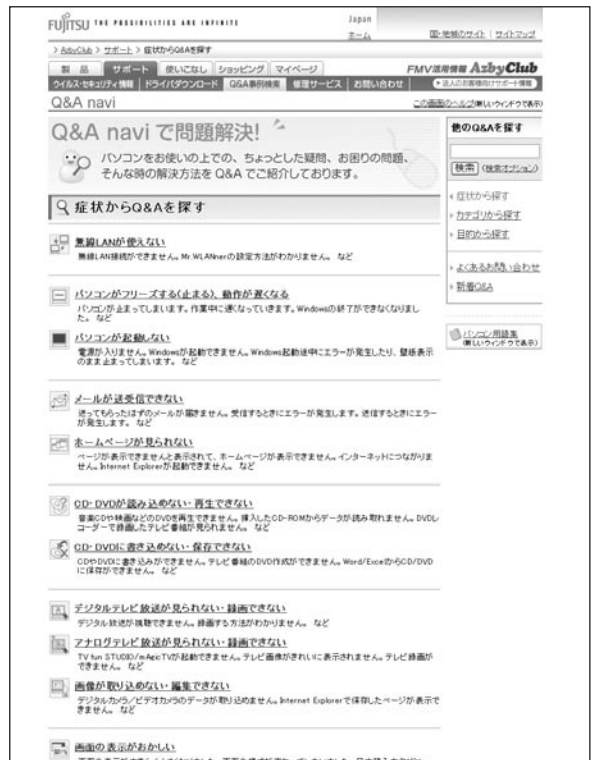 FUJITSU THE POSSIBILITIES ARE INFINITE
Japan
ホーム
地域のサイト | サイトマップ
> AzbyClub > サポート > 症状からQ&Aを探す
製 品 サポート 使いこなし ショッピング マイページ
FMV活用情報 AzbyClub
ウイルス・セキュリティ情報 ドライバダウンロード Q&A事例検索 修理サービス お問い合わせ
法人のお客様向けサポート情報
Q&A navi
この画面のヘルプ(新しいウィンドウで表示)
Q&A navi で問題解決!
パソコンをお使いの上での、ちょっとした疑問、お困りの問題、
そんな時の解決方法を Q&A でご紹介しております。
症状からQ&Aを探す
無線LANが使えない
無線LAN接続ができません。Mr.WLANnerの設定方法がわかりません。 など
パソコンがフリーズする(止まる)、動作が遅くなる
パソコンが止まってしまいます。作業中に遅くなっていきます。Windowsの終了ができなくなりまし
た。 など
パソコンが起動しない
電源が入りません。Windowsが起動できません。Windows起動途中にエラーが発生したり、壁紙表示
のまま止まってしまいます。 など
メールが送受信できない
送ってもらったはずのメールが届きません。受信するときにエラーが発生します。送信するときにエラー
が発生します。 など
ホームページが見られない
ページが表示できませんと表示されて、ホームページが表示できません。インターネットにつながりま
せん。Internet Explorerが起動できません。 など
CD・DVDが読み込めない・再生できない
音楽CDや映画などのDVDを再生できません。挿入したCD-ROMからデータが読み取れません。DVDレ
コーダーで録画したテレビ番組が見られません。 など
CD・DVDに書き込めない・保存できない
CDやDVDに書き込みができません。テレビ番組のDVD作成ができません。Word/ExcelからCD/DVD
に保存ができません。 など
デジタルテレビ放送が見られない・録画できない
デジタル放送が視聴できません。録画する方法がわかりません。 など
アナログテレビ放送が見られない・録画できない
TV fun STUDIO/mAgicTVが起動できません。テレビ画像がきれいに表示されません。テレビ録画が
できません。 など
画像が取り込めない・編集できない
デジタルカメラ/ビデオカメラのデータが取り込めません。Internet Explorerで保存したページが表示で
きません。 など
画面の表示がおかしい
他のQ&Aを探す
検索 (検索オプション)
症状から探す
カテゴリから探す
目的から探す
よくあるお問い合わせ
新着Q&A
パソコン用語集
(新しいウィンドウで表示)